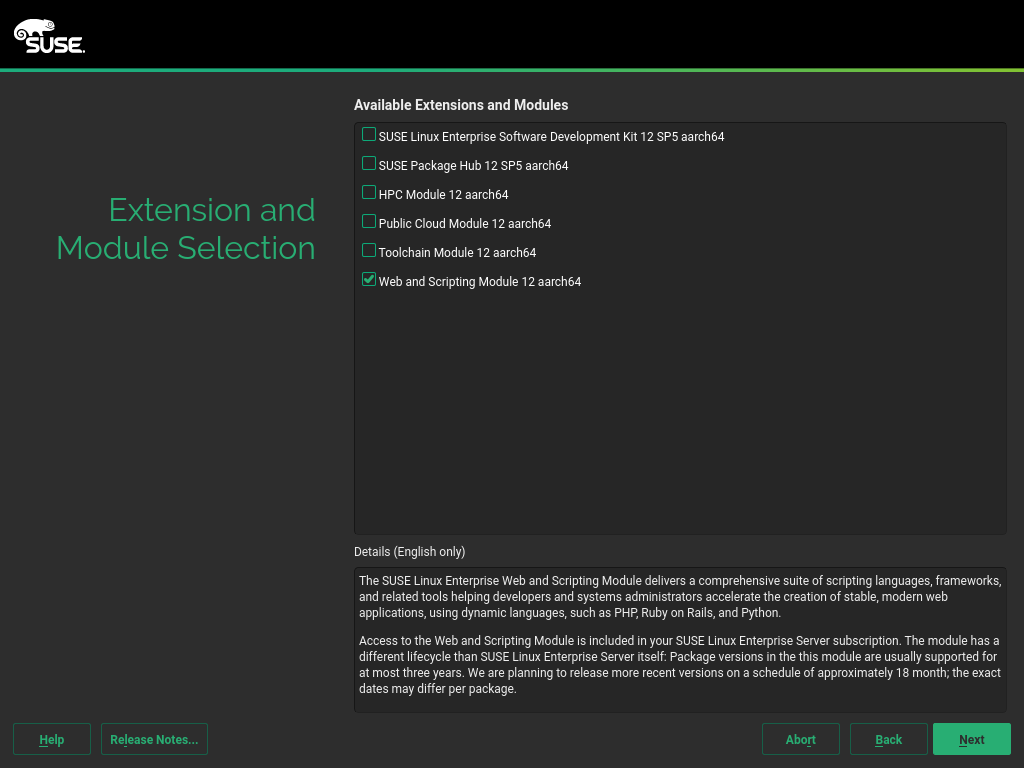 SUSE.
Extension and
Module Selection
Available Extensions and Modules
SUSE Linux Enterprise Software Development Kit 12 SP5 aarch64
SUSE Package Hub 12 SP5 aarch64
HPC Module 12 aarch64
Public Cloud Module 12 aarch64
Toolchain Module 12 aarch64
Web and Scripting Module 12 aarch64
Details (English only)
The SUSE Linux Enterprise Web and Scripting Module delivers a comprehensive suite of scripting languages, frameworks,
and related tools helping developers and systems administrators accelerate the creation of stable, modern web
applications, using dynamic languages, such as PHP, Ruby on Rails, and Python.
Access to the Web and Scripting Module is included in your SUSE Linux Enterprise Server subscription. The module has a
different lifecycle than SUSE Linux Enterprise Server itself: Package versions in the this module are usually supported for
at most three years. We are planning to release more recent versions on a schedule of approximately 18 month; the exact
dates may differ per package.
Help
Release Notes...
Abort
Back
Next